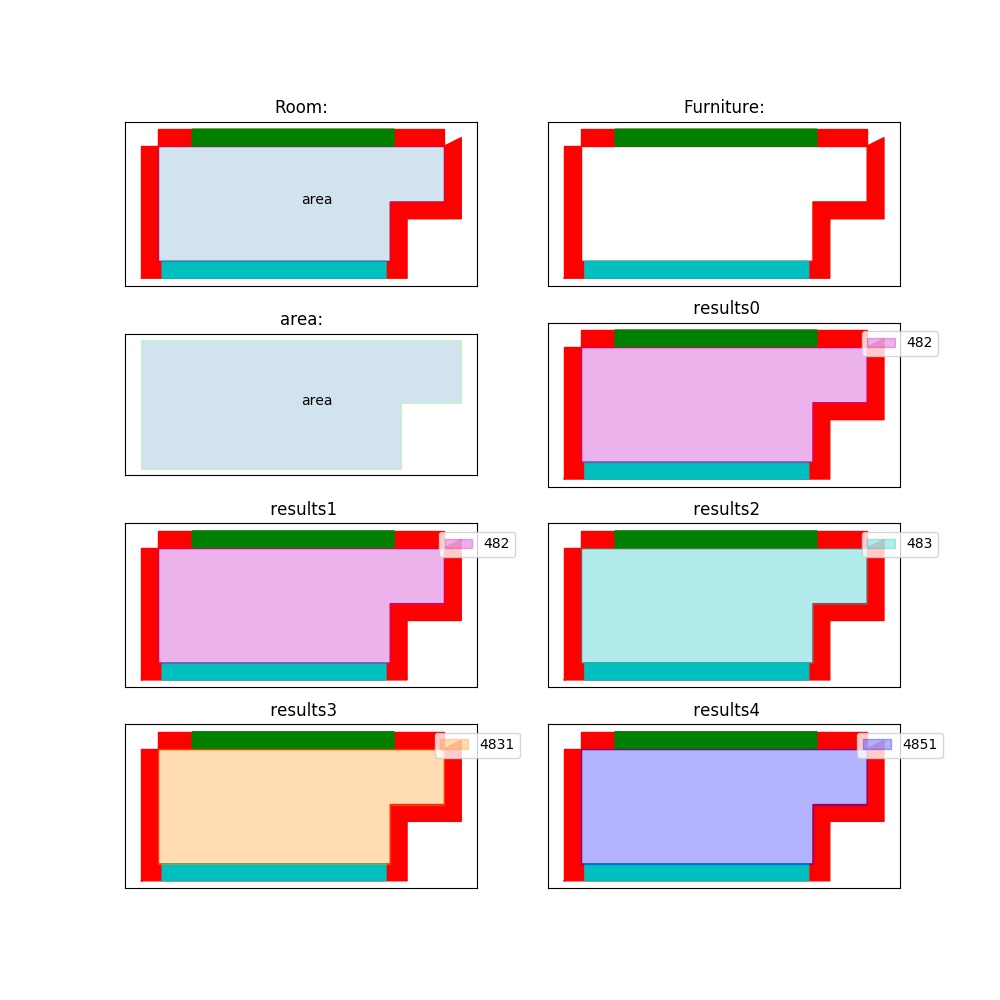 Room:
Furniture:
area
area:
results0
area
482
results1
results2
482
483
results3
results4
4831
4851